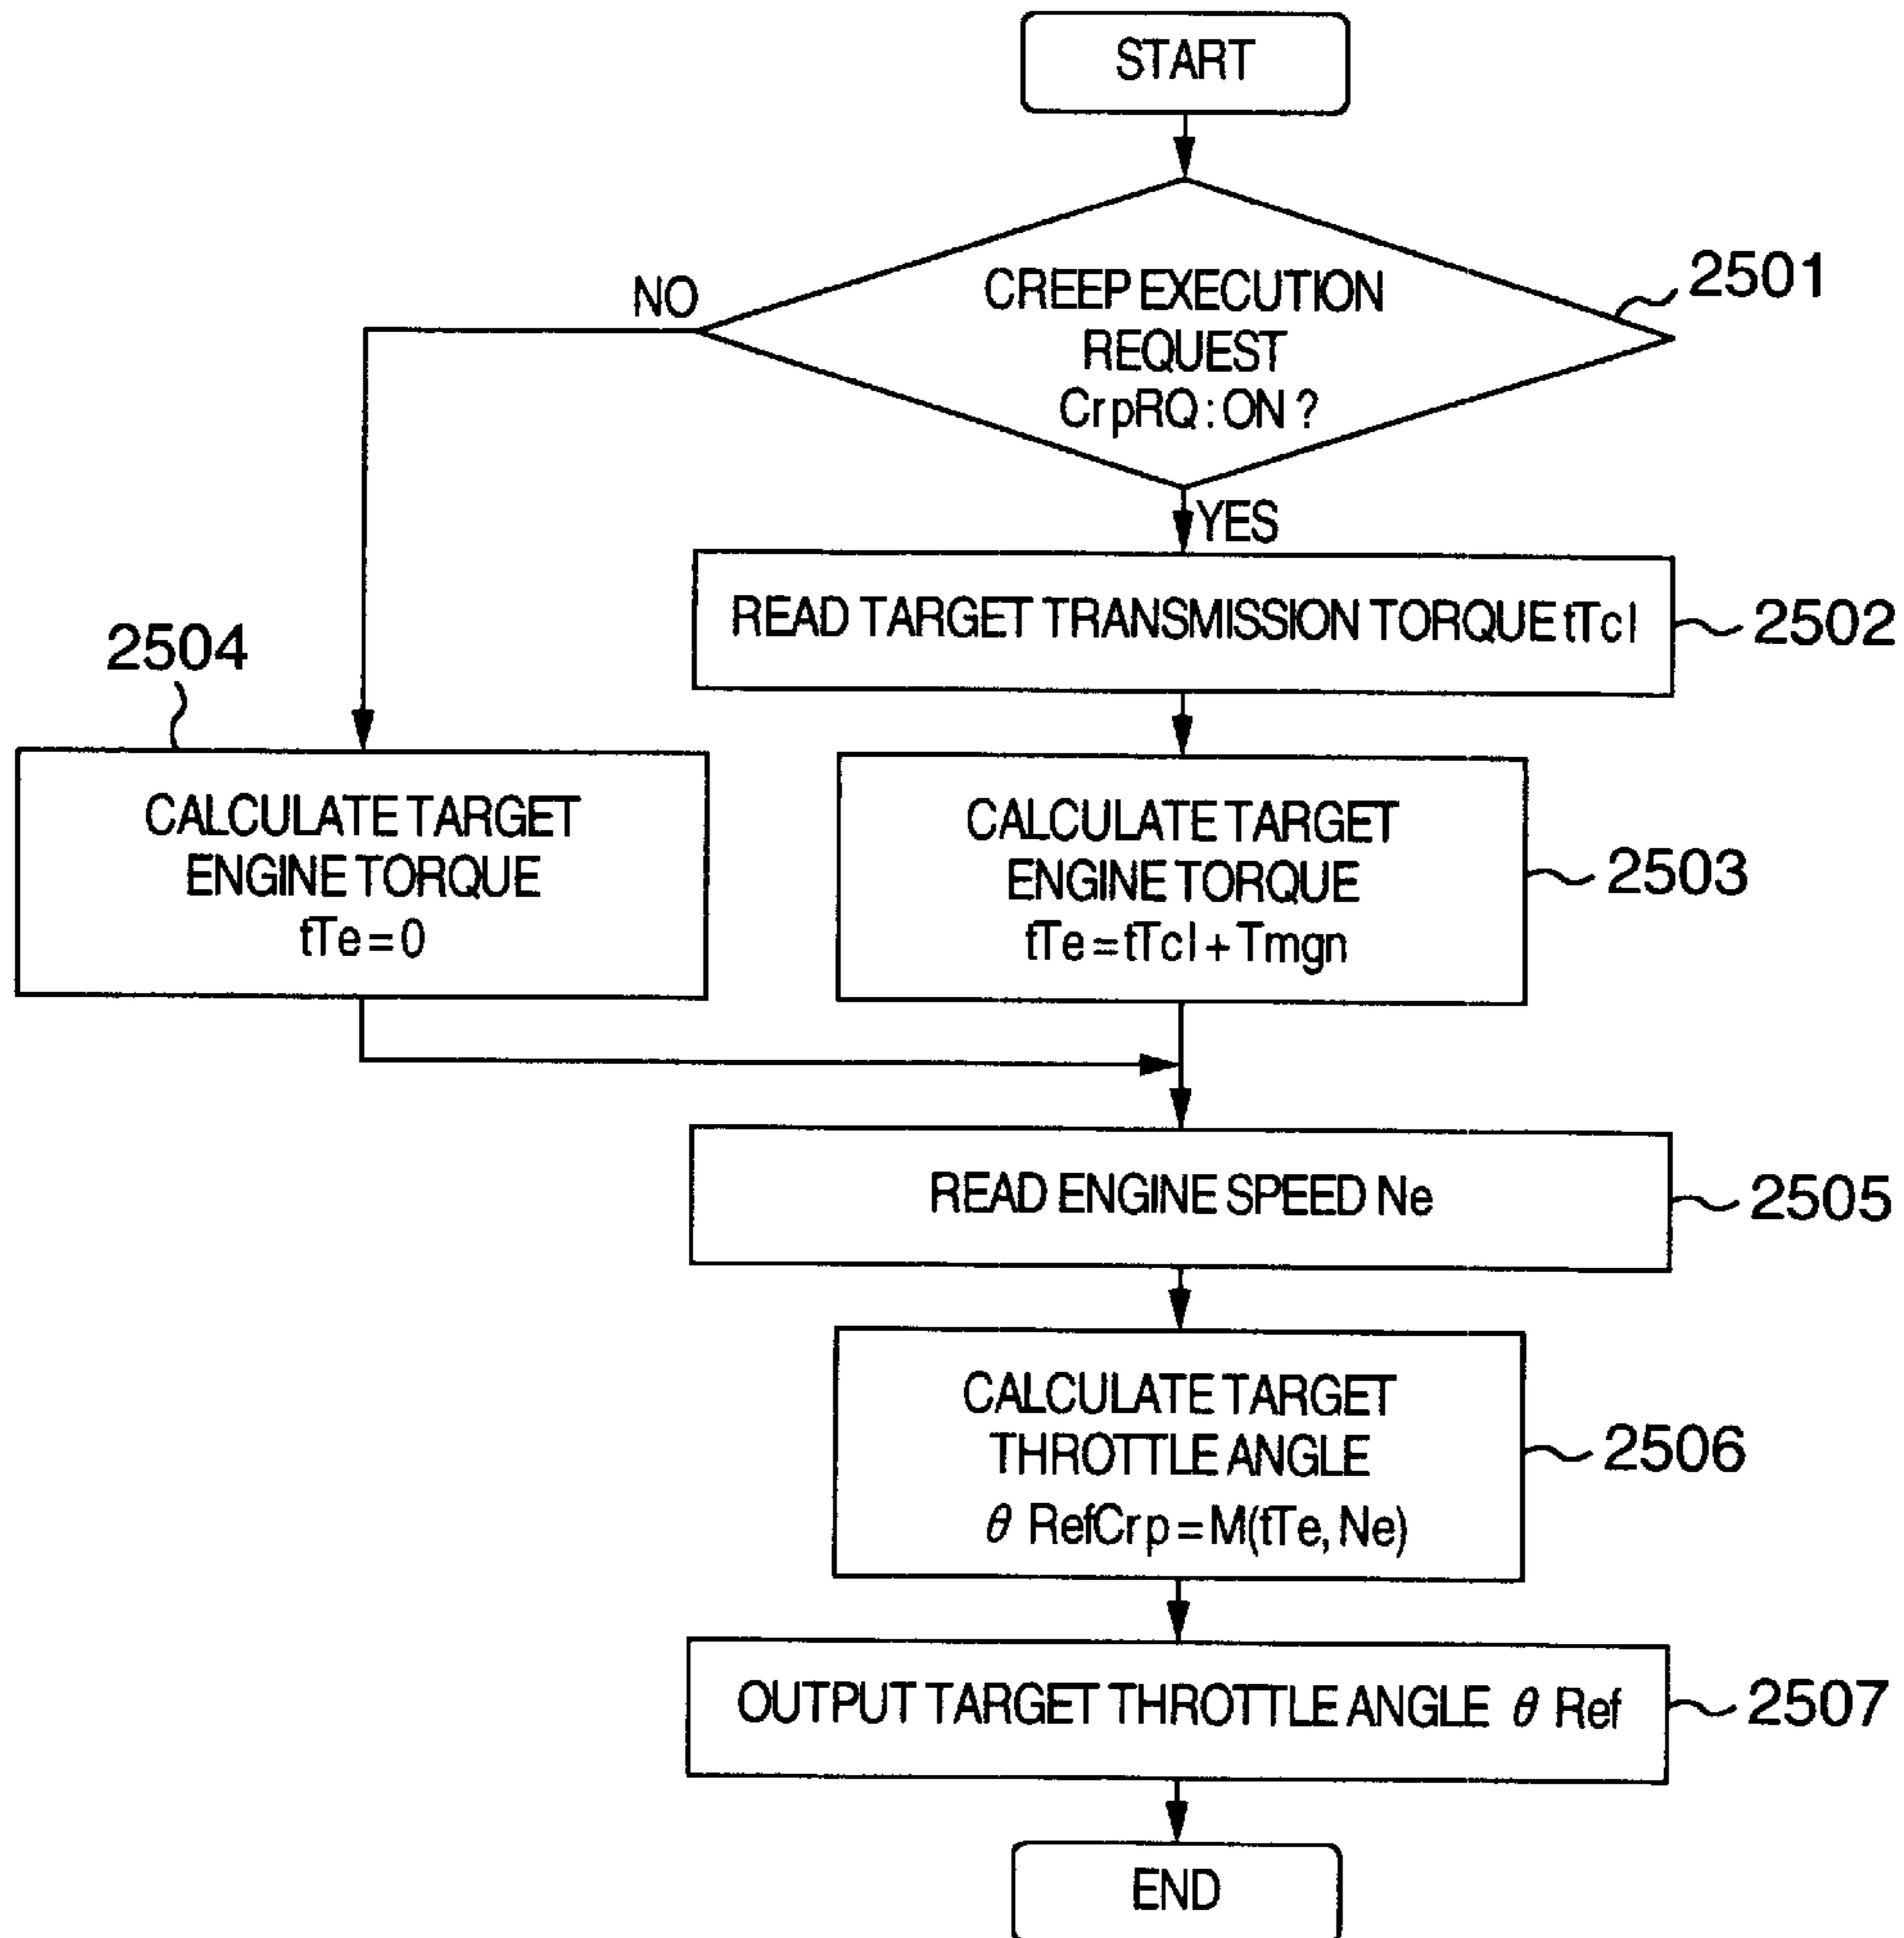 START
CREEP EXECUTION
REQUEST
CrpRQ : ON ?
2501
NO
YES
READ TARGET TRANSMISSION TORQUE tTcl
2502
2504
CALCULATE TARGET
ENGINE TORQUE
tTe = 0
CALCULATE TARGET
ENGINE TORQUE
tTe = tTcl + Tmgn
2503
READ ENGINE SPEED Ne
2505
CALCULATE TARGET
THROTTLE ANGLE
θ RefCrp = M(tTe, Ne)
2506
OUTPUT TARGET THROTTLE ANGLE θ Ref
2507
END